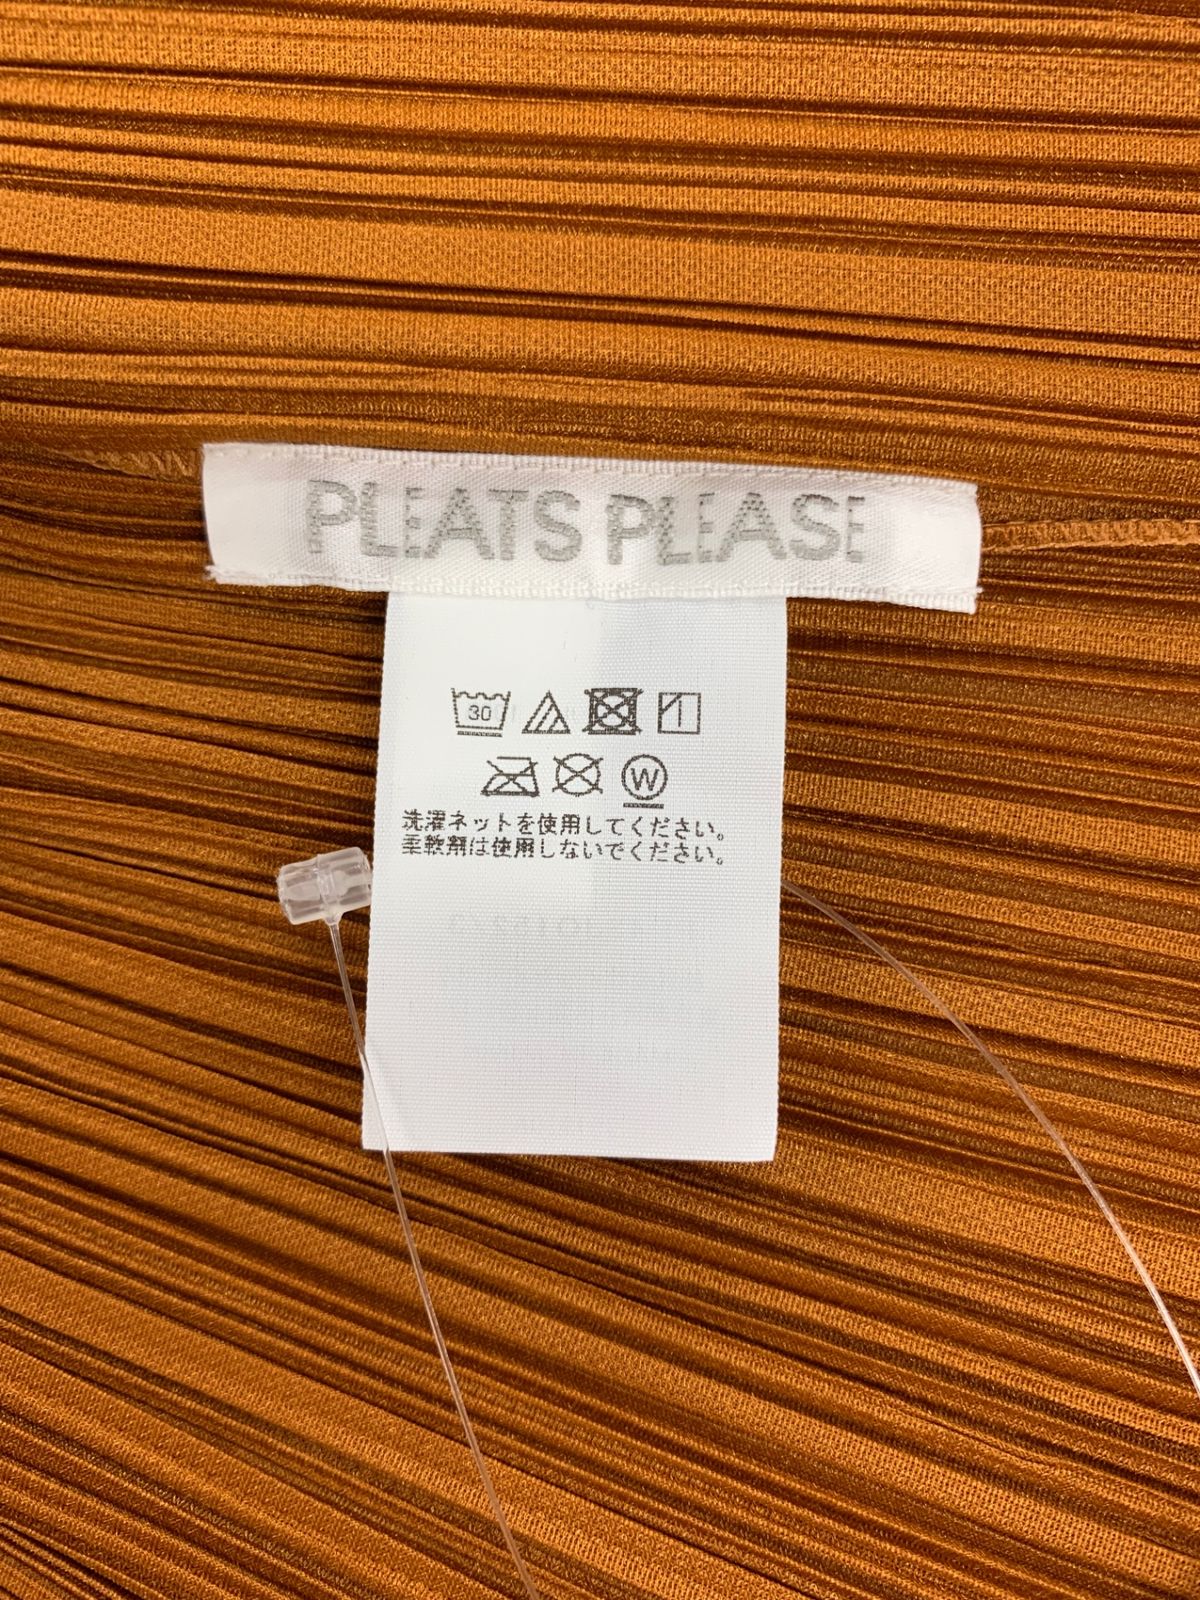 PLEATS PLEASE
30
W
洗濯ネットを使用してください。
柔軟剤は使用しないでください。